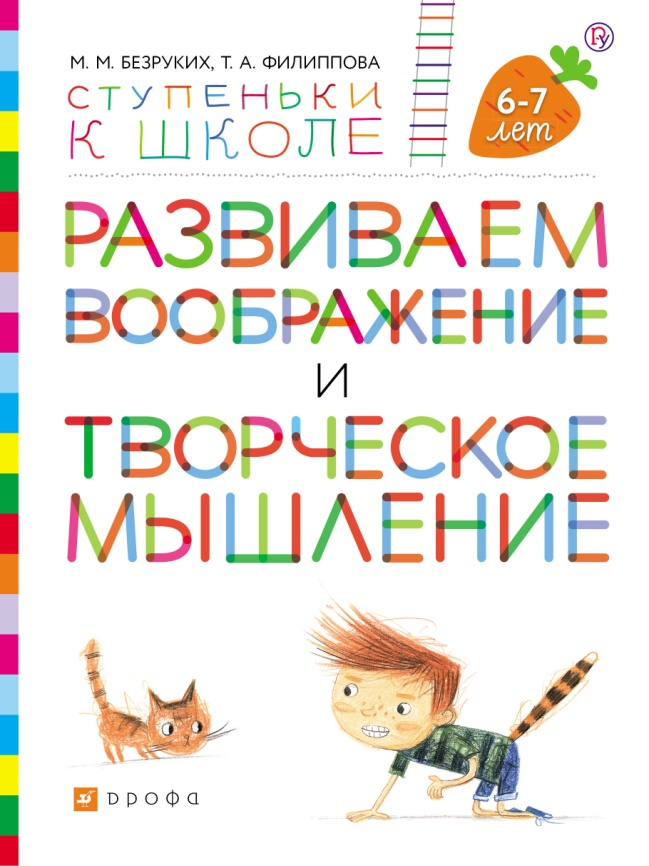 М. М. БЕЗРУКИХ, Т. А. ФИЛИППОВА
СТУПЕНЬКИ
К ШКОЛЕ
6-7
лет
РАЗВИВАЕМ
ВООБРАЖЕНИЕ
И
ТВОРЧЕСКОЕ
МЫШЛЕНИЕ
ДРОФА